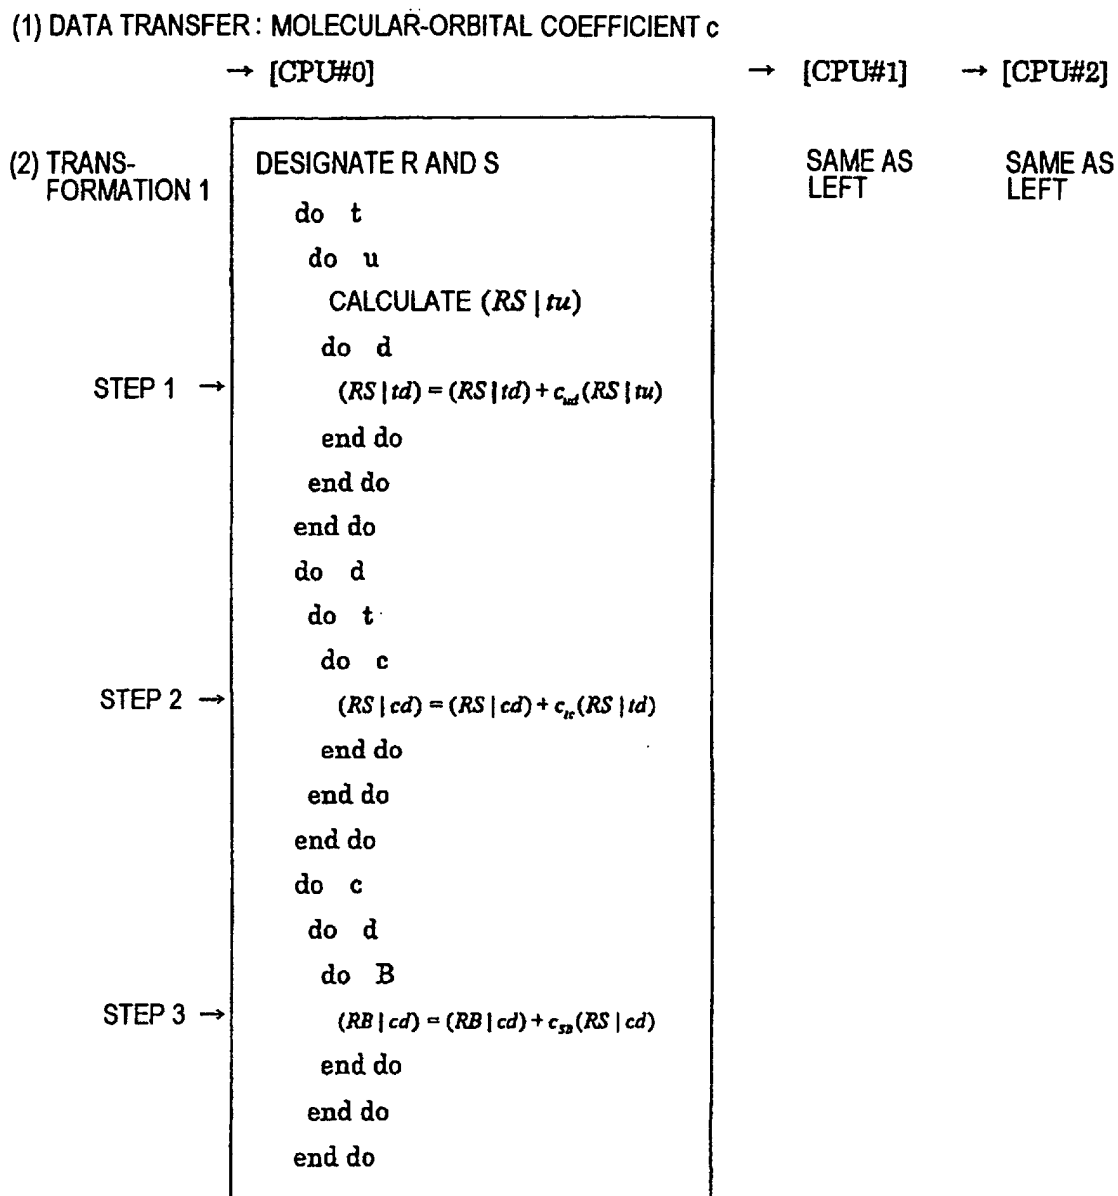 (1) DATA TRANSFER : MOLECULAR-ORBITAL COEFFICIENT c
→ [CPU#0] → [CPU#1] → [CPU#2]
(2) TRANS- DESIGNATE R AND S SAME AS SAME AS
FORMATION 1 LEFT LEFT
do t
do u
CALCULATE (RS | tu)
do d
STEP 1 → (RS | td) = (RS | td) + c_ud (RS | tu)
end do
end do
end do
do d
do t
do c
STEP 2 → (RS | cd) = (RS | cd) + c_tc (RS | td)
end do
end do
end do
do c
do d
do B
STEP 3 → (RB | cd) = (RB | cd) + c_SB (RS | cd)
end do
end do
end do